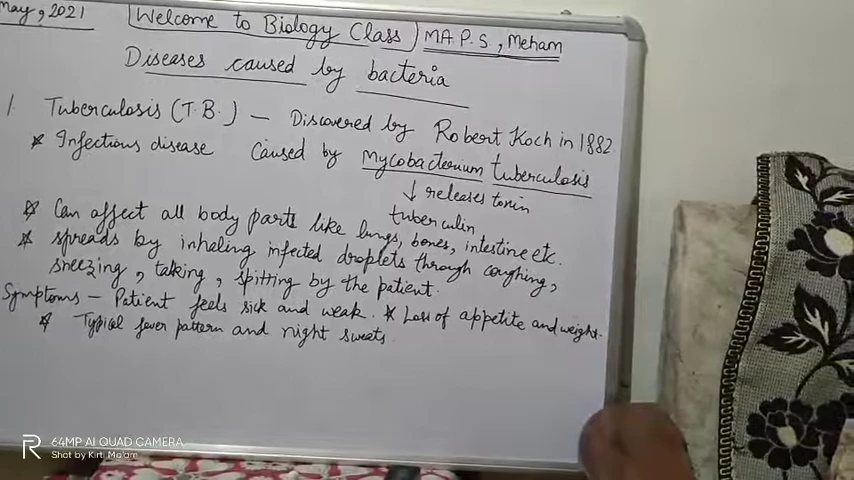 May, 2021
Welcome to Biology Class M.A.P.S, Meham
Diseases caused by bacteria
1. Tuberculosis (T.B.) — Discovered by Robert Koch in 1882
* Infectious disease Caused by Mycobacterium tuberculosis
↓ releases toxin
tuberculin
* Can affect all body parts like lungs, bones, intestine etc.
* spreads by inhaling infected droplets through coughing,
sneezing, talking, spitting by the patient.
Symptoms — Patient feels sick and weak. * Loss of appetite and weight.
* Typical fever pattern and night sweats.
R 64MP AI QUAD CAMERA
Shot by Kirti Malam